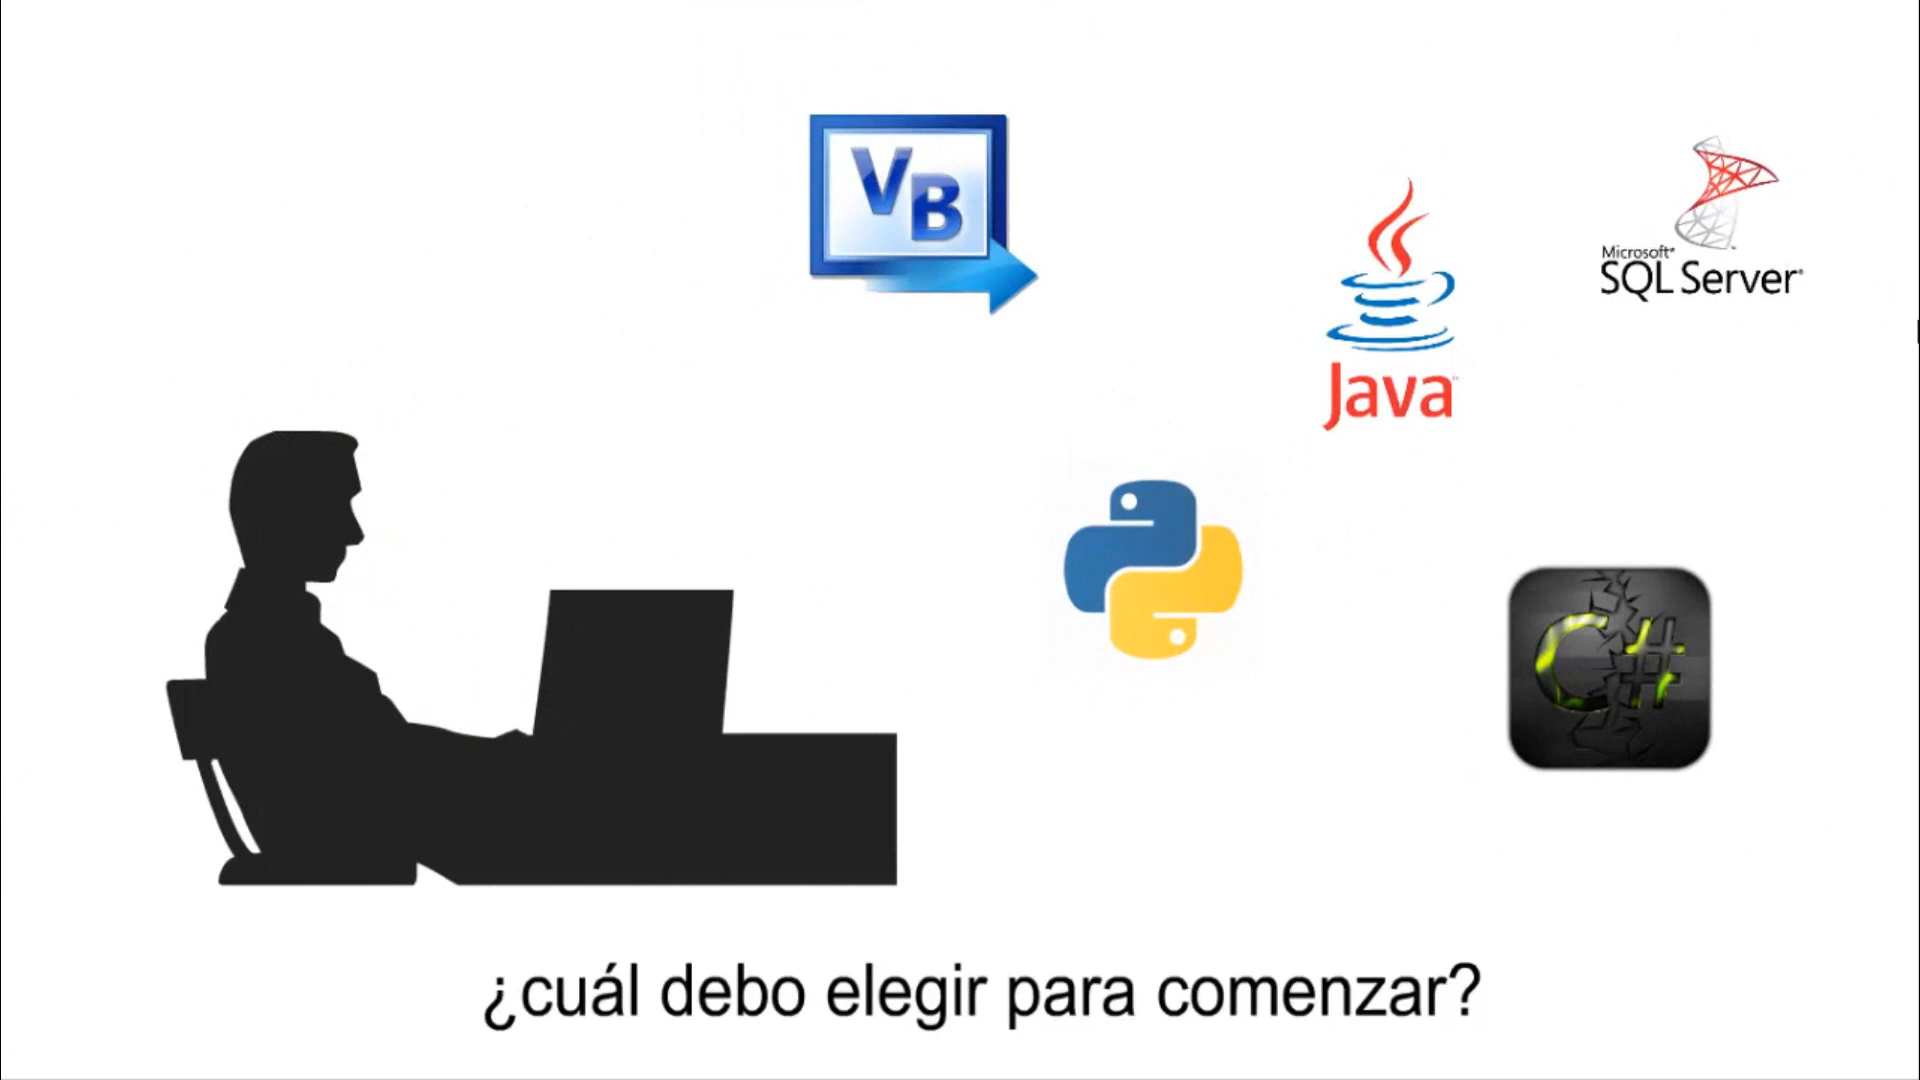 VB
Java
Microsoft®
SQL Server®
C#
¿cuál debo elegir para comenzar?